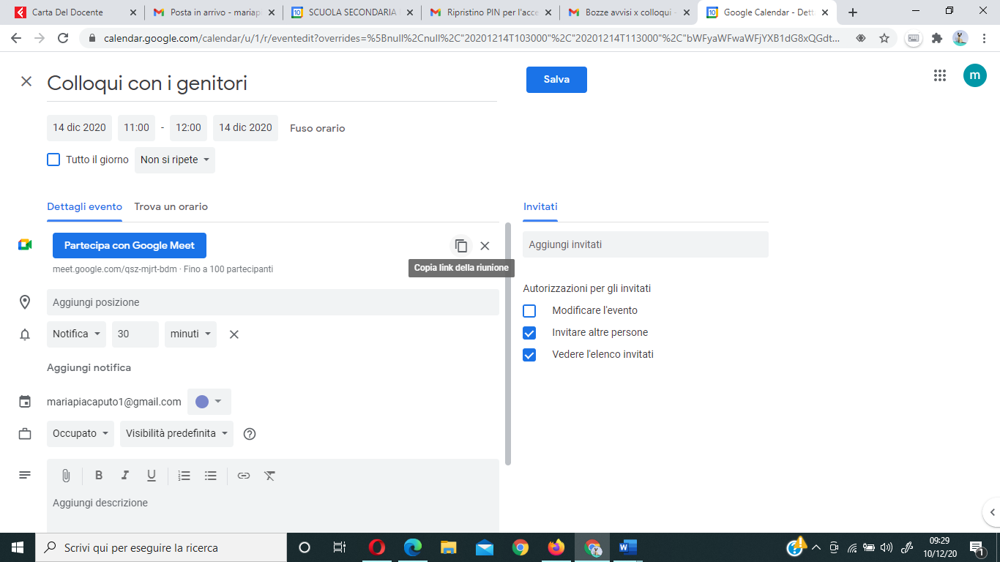 Carta Del Docente
Posta in arrivo - mariap
SCUOLA SECONDARIA
Ripristino PIN per l'acce
Bozze avvisi x colloqui -
Google Calendar - Dett
calendar.google.com/calendar/u/1/r/eventedit?overrides=%5Bnull%2Cnull%2C"20201214T103000"%2C"20201214T113000"%2C"bWFyaWFwaWFjYXB1dG8xQGdt...
Colloqui con i genitori
Salva
m
14 dic 2020 11:00 - 12:00 14 dic 2020 Fuso orario
Tutto il giorno Non si ripete
Dettagli evento Trova un orario
Invitati
Partecipa con Google Meet
Aggiungi invitati
meet.google.com/qsz-mjrt-bdm · Fino a 100 partecipanti
Copia link della riunione
Autorizzazioni per gli invitati
Aggiungi posizione
Modificare l'evento
Notifica 30 minuti
Invitare altre persone
Vedere l'elenco invitati
Aggiungi notifica
mariapiacaputo1@gmail.com
Occupato Visibilità predefinita
B I U
Aggiungi descrizione
Scrivi qui per eseguire la ricerca
09:29
10/12/20
1